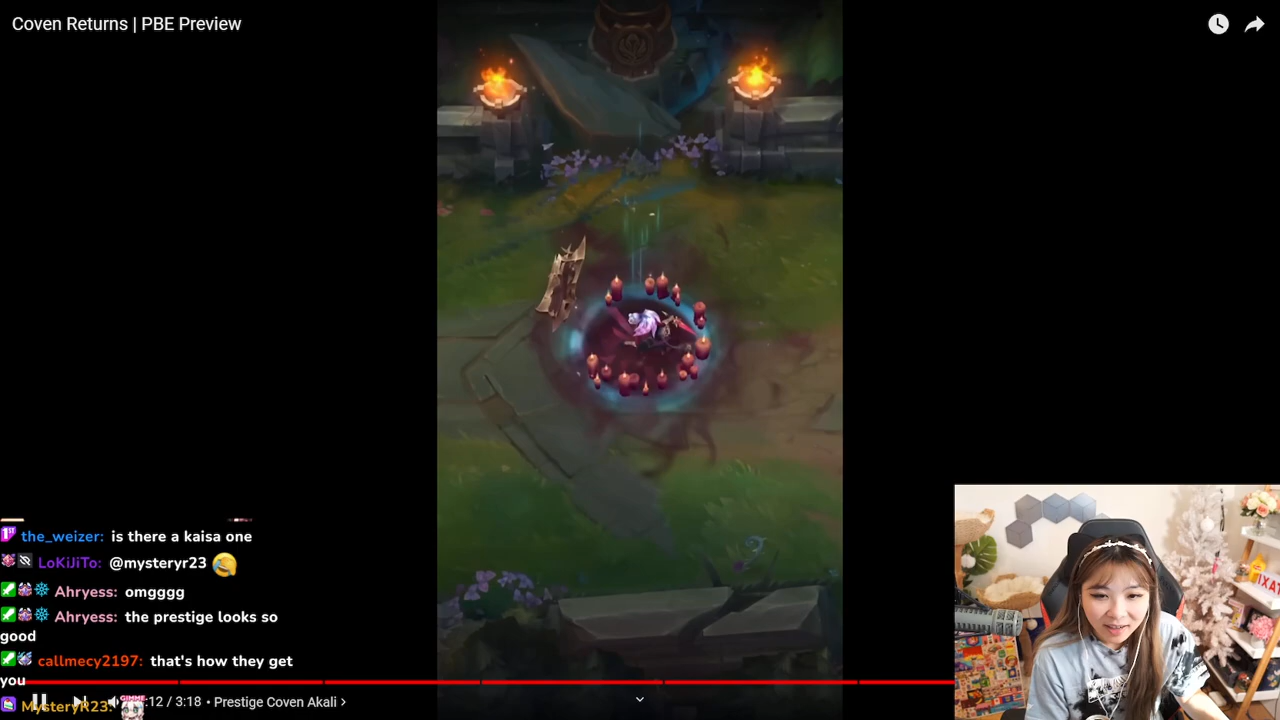 Coven Returns | PBE Preview
the_weizer: is there a kaisa one
LoKiJiTo: @mysteryr23
Ahryess: omgggg
Ahryess: the prestige looks so
good
callmecy2197: that's how they get
you
MysteryR23: GIMME
:12 / 3:18 • Prestige Coven Akali ›